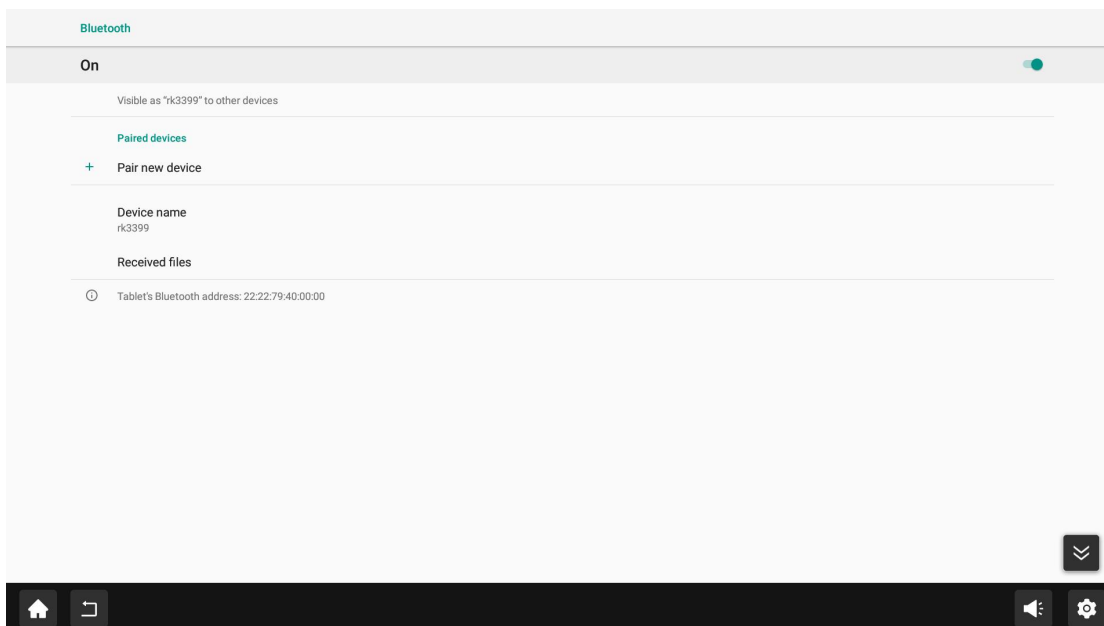 Bluetooth
On
Visible as “rk3399” to other devices
Paired devices
+ Pair new device
Device name
rk3399
Received files
Tablet's Bluetooth address: 22:22:79:40:00:00